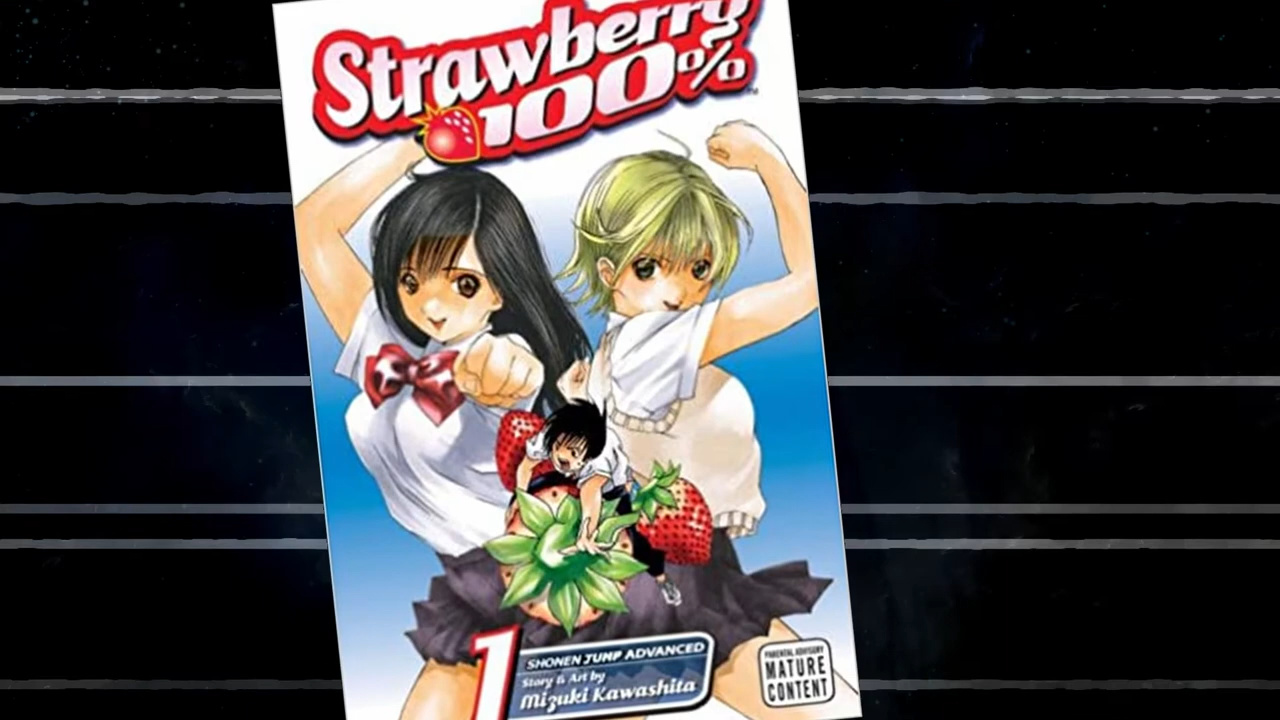 Strawberry
100%
1
SHONEN JUMP ADVANCED
Story & Art by
Mizuki Kawashita
PARENTAL ADVISORY
MATURE
CONTENT